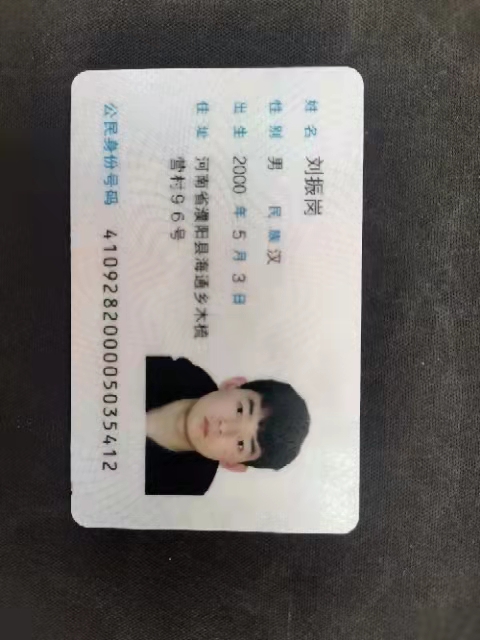 姓名 刘振岗
性别 男 民族 汉
出生 2000 年 5 月 3 日
住址 河南省濮阳县海通乡木梳
营村96号
公民身份号码 410928200005035412